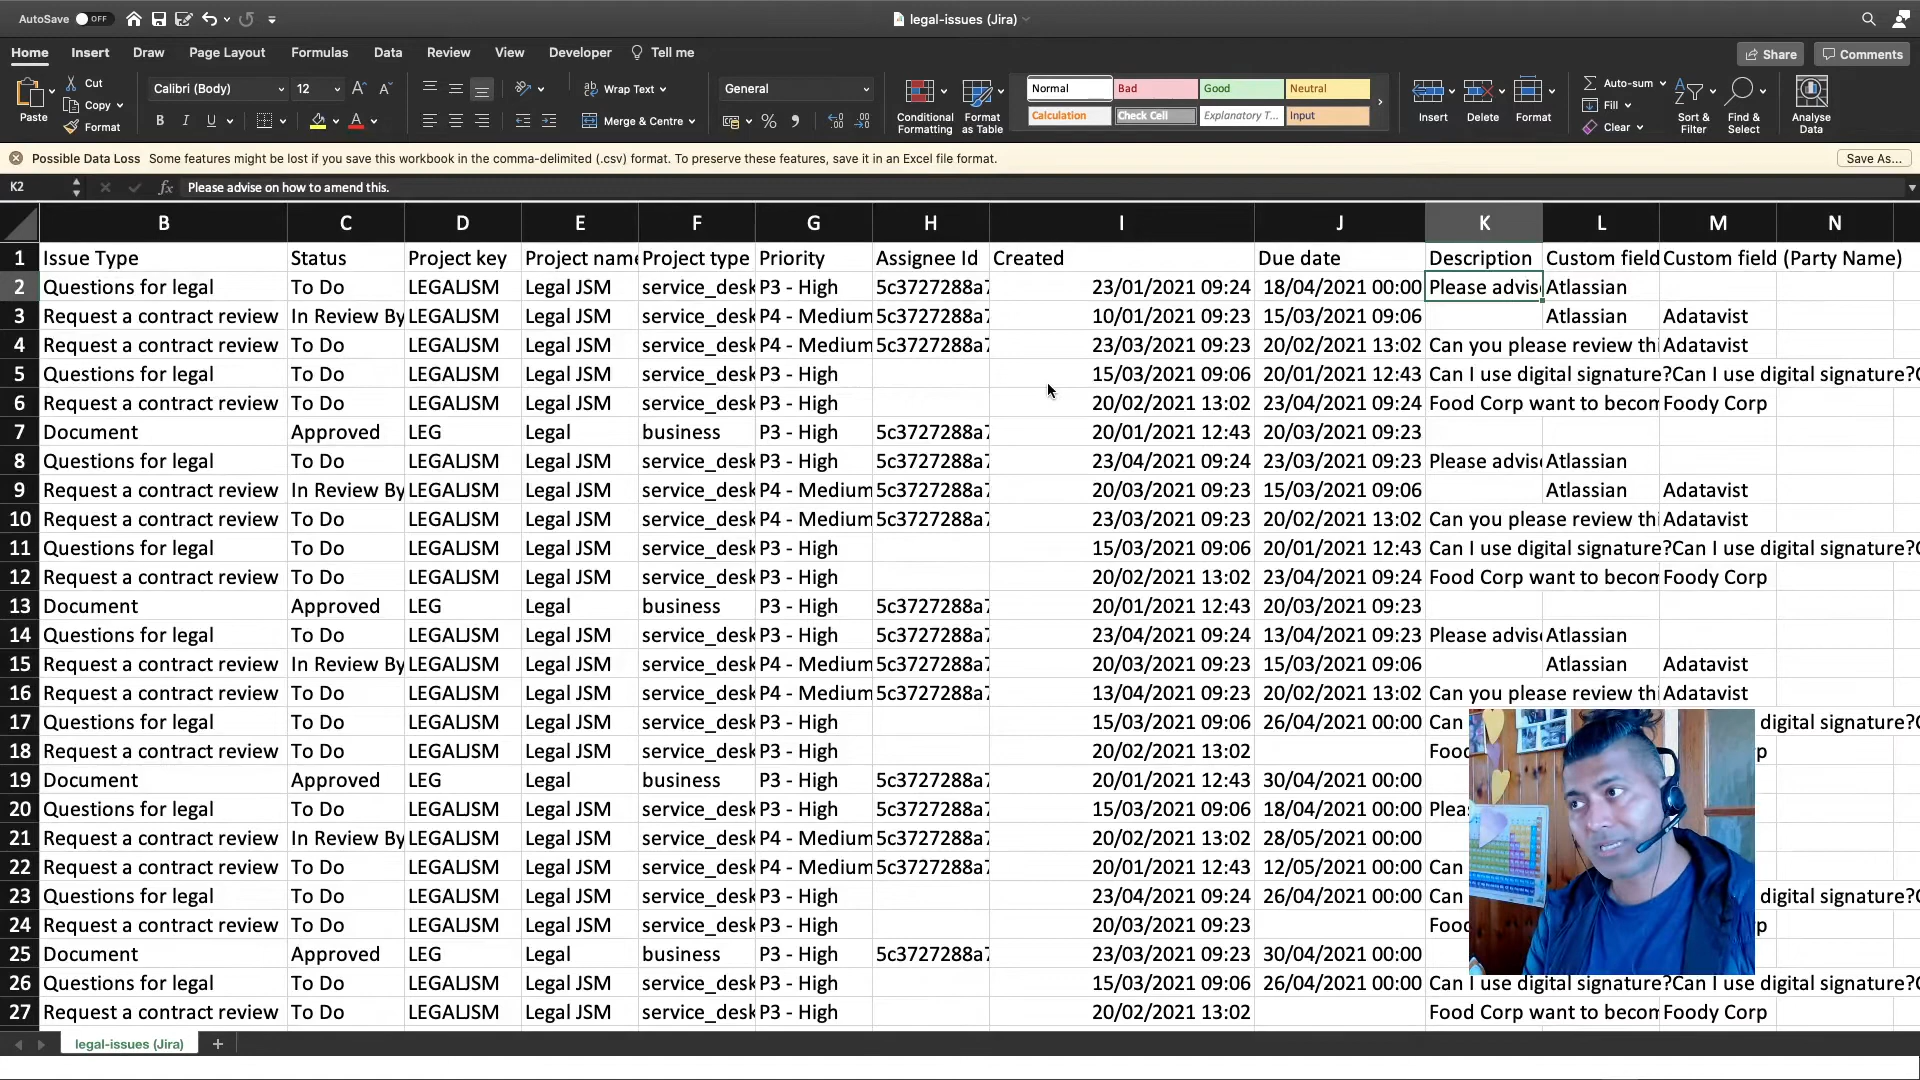 AutoSave OFF legal-issues (Jira)
Home Insert Draw Page Layout Formulas Data Review View Developer Tell me Share Comments
Paste Cut Copy Format Calibri (Body) 12 Wrap Text Merge & Centre General Conditional Formatting Format as Table Normal Bad Good Neutral Calculation Check Cell Explanatory T... Input Insert Delete Format Auto-sum Fill Clear Sort & Filter Find & Select Analyse Data
Possible Data Loss Some features might be lost if you save this workbook in the comma-delimited (.csv) format. To preserve these features, save it in an Excel file format. Save As...
K2 fx Please advise on how to amend this.
B C D E F G H I J K L M N
1 Issue Type Status Project key Project name Project type Priority Assignee Id Created Due date Description Custom field Custom field (Party Name)
2 Questions for legal To Do LEGALJSM Legal JSM service_desk P3 - High 5c3727288a7 23/01/2021 09:24 18/04/2021 00:00 Please advise Atlassian
3 Request a contract review In Review By LEGALJSM Legal JSM service_desk P4 - Medium 5c3727288a7 10/01/2021 09:23 15/03/2021 09:06 Atlassian Adatavist
4 Request a contract review To Do LEGALJSM Legal JSM service_desk P4 - Medium 5c3727288a7 23/03/2021 09:23 20/02/2021 13:02 Can you please review thi Adatavist
5 Questions for legal To Do LEGALJSM Legal JSM service_desk P3 - High 15/03/2021 09:06 20/01/2021 12:43 Can I use digital signature?Can I use digital signature?
6 Request a contract review To Do LEGALJSM Legal JSM service_desk P3 - High 20/02/2021 13:02 23/04/2021 09:24 Food Corp want to becom Foody Corp
7 Document Approved LEG Legal business P3 - High 5c3727288a7 20/01/2021 12:43 20/03/2021 09:23
8 Questions for legal To Do LEGALJSM Legal JSM service_desk P3 - High 5c3727288a7 23/04/2021 09:24 23/03/2021 09:23 Please advise Atlassian
9 Request a contract review In Review By LEGALJSM Legal JSM service_desk P4 - Medium 5c3727288a7 20/03/2021 09:23 15/03/2021 09:06 Atlassian Adatavist
10 Request a contract review To Do LEGALJSM Legal JSM service_desk P4 - Medium 5c3727288a7 23/03/2021 09:23 20/02/2021 13:02 Can you please review thi Adatavist
11 Questions for legal To Do LEGALJSM Legal JSM service_desk P3 - High 15/03/2021 09:06 20/01/2021 12:43 Can I use digital signature?Can I use digital signature?
12 Request a contract review To Do LEGALJSM Legal JSM service_desk P3 - High 20/02/2021 13:02 23/04/2021 09:24 Food Corp want to becom Foody Corp
13 Document Approved LEG Legal business P3 - High 5c3727288a7 20/01/2021 12:43 20/03/2021 09:23
14 Questions for legal To Do LEGALJSM Legal JSM service_desk P3 - High 5c3727288a7 23/04/2021 09:24 13/04/2021 09:23 Please advise Atlassian
15 Request a contract review In Review By LEGALJSM Legal JSM service_desk P4 - Medium 5c3727288a7 20/03/2021 09:23 15/03/2021 09:06 Atlassian Adatavist
16 Request a contract review To Do LEGALJSM Legal JSM service_desk P4 - Medium 5c3727288a7 13/04/2021 09:23 20/02/2021 13:02 Can you please review thi Adatavist
17 Questions for legal To Do LEGALJSM Legal JSM service_desk P3 - High 15/03/2021 09:06 26/04/2021 00:00 Can digital signature?
18 Request a contract review To Do LEGALJSM Legal JSM service_desk P3 - High 20/02/2021 13:02 Food p
19 Document Approved LEG Legal business P3 - High 5c3727288a7 20/01/2021 12:43 30/04/2021 00:00
20 Questions for legal To Do LEGALJSM Legal JSM service_desk P3 - High 5c3727288a7 15/03/2021 09:06 18/04/2021 00:00 Plea
21 Request a contract review In Review By LEGALJSM Legal JSM service_desk P4 - Medium 5c3727288a7 20/02/2021 13:02 28/05/2021 00:00
22 Request a contract review To Do LEGALJSM Legal JSM service_desk P4 - Medium 5c3727288a7 20/01/2021 12:43 12/05/2021 00:00 Can
23 Questions for legal To Do LEGALJSM Legal JSM service_desk P3 - High 23/04/2021 09:24 26/04/2021 00:00 Can digital signature?
24 Request a contract review To Do LEGALJSM Legal JSM service_desk P3 - High 20/03/2021 09:23 Food p
25 Document Approved LEG Legal business P3 - High 5c3727288a7 23/03/2021 09:23 30/04/2021 00:00
26 Questions for legal To Do LEGALJSM Legal JSM service_desk P3 - High 15/03/2021 09:06 26/04/2021 00:00 Can I use digital signature?Can I use digital signature?
27 Request a contract review To Do LEGALJSM Legal JSM service_desk P3 - High 20/02/2021 13:02 Food Corp want to becom Foody Corp
legal-issues (Jira)